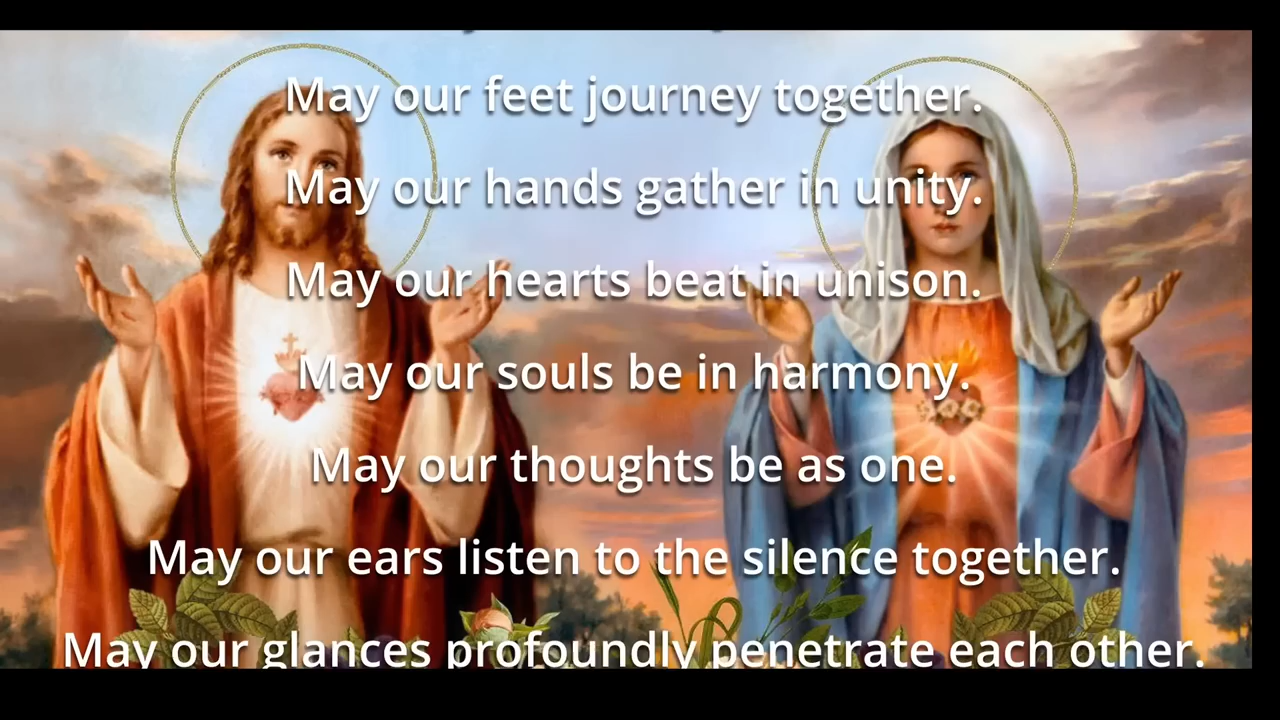 May our feet journey together.
May our hands gather in unity.
May our hearts beat in unison.
May our souls be in harmony.
May our thoughts be as one.
May our ears listen to the silence together.
May our glances profoundly penetrate each other.